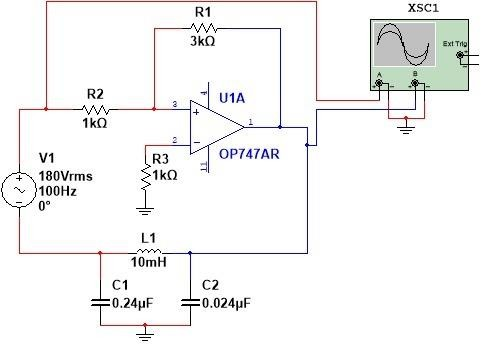 XSC1
Ext Trig
A
B
R1
3kΩ
R2
1kΩ
U1A
4
3
1
2
11
OP747AR
R3
1kΩ
V1
180Vrms
100Hz
0°
L1
10mH
C1
0.24µF
C2
0.024µF